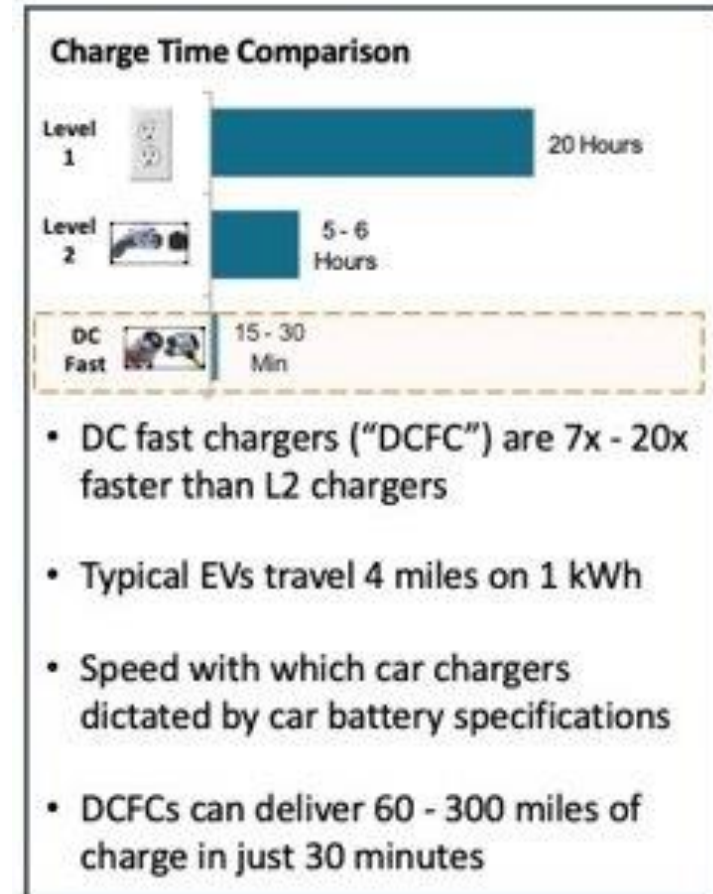 Charge Time Comparison
Level
1
20 Hours
Level
2
5 - 6
Hours
DC
Fast
15 - 30
Min
• DC fast chargers (“DCFC”) are 7x - 20x
faster than L2 chargers
• Typical EVs travel 4 miles on 1 kWh
• Speed with which car chargers
dictated by car battery specifications
• DCFCs can deliver 60 - 300 miles of
charge in just 30 minutes